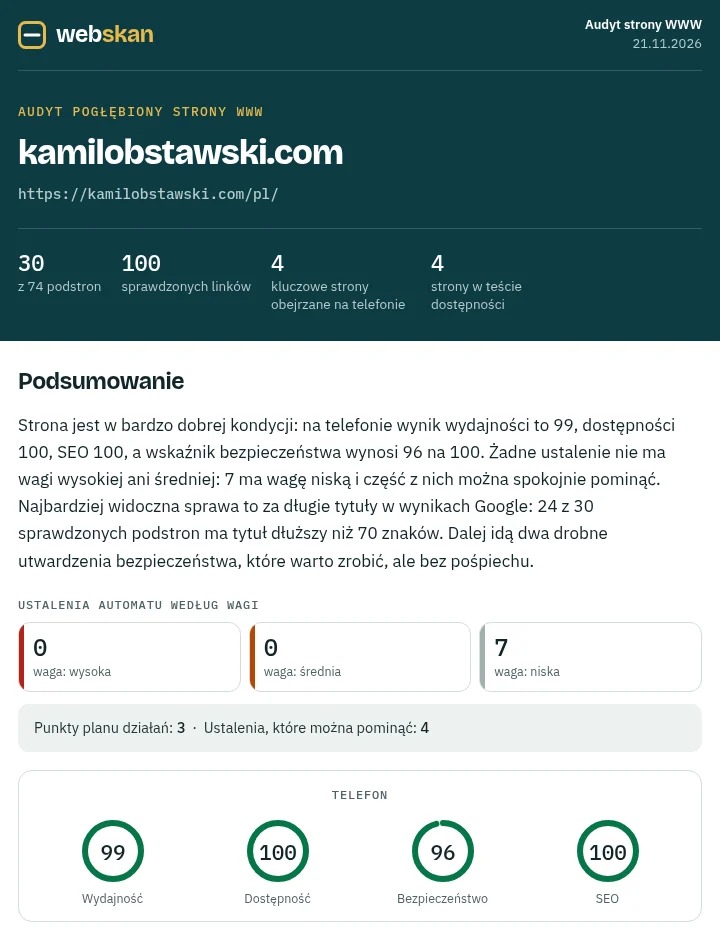 webskan
Audyt strony WWW
21.11.2026
AUDYT POGŁĘBIONY STRONY WWW
kamilobstawski.com
https://kamilobstawski.com/pl/
30
z 74 podstron
100
sprawdzonych linków
4
kluczowe strony
obejrzane na telefonie
4
strony w teście
dostępności
Podsumowanie
Strona jest w bardzo dobrej kondycji: na telefonie wynik wydajności to 99, dostępności
100, SEO 100, a wskaźnik bezpieczeństwa wynosi 96 na 100. Żadne ustalenie nie ma
wagi wysokiej ani średniej: 7 ma wagę niską i część z nich można spokojnie pominąć.
Najbardziej widoczna sprawa to za długie tytuły w wynikach Google: 24 z 30
sprawdzonych podstron ma tytuł dłuższy niż 70 znaków. Dalej idą dwa drobne
utwardzenia bezpieczeństwa, które warto zrobić, ale bez pośpiechu.
USTALENIA AUTOMATU WEDŁUG WAGI
0
waga: wysoka
0
waga: średnia
7
waga: niska
Punkty planu działań: 3 · Ustalenia, które można pominąć: 4
TELEFON
99
Wydajność
100
Dostępność
96
Bezpieczeństwo
100
SEO